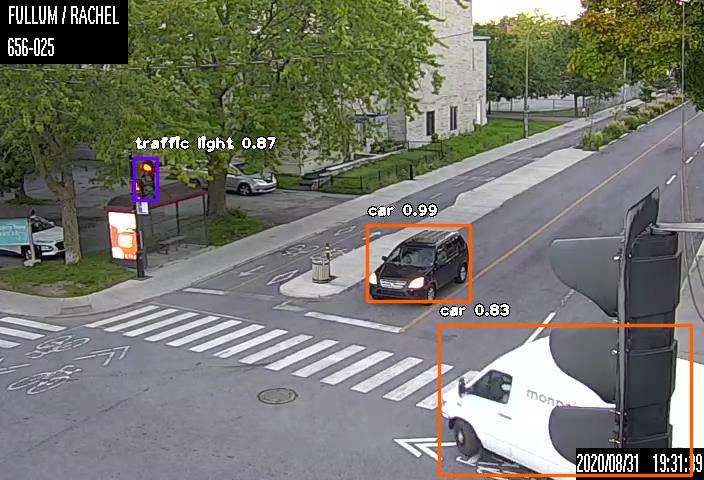 FULLUM / RACHEL
656-025
traffic light 0.87
car 0.99
car 0.83
2020/08/31 19:31:39